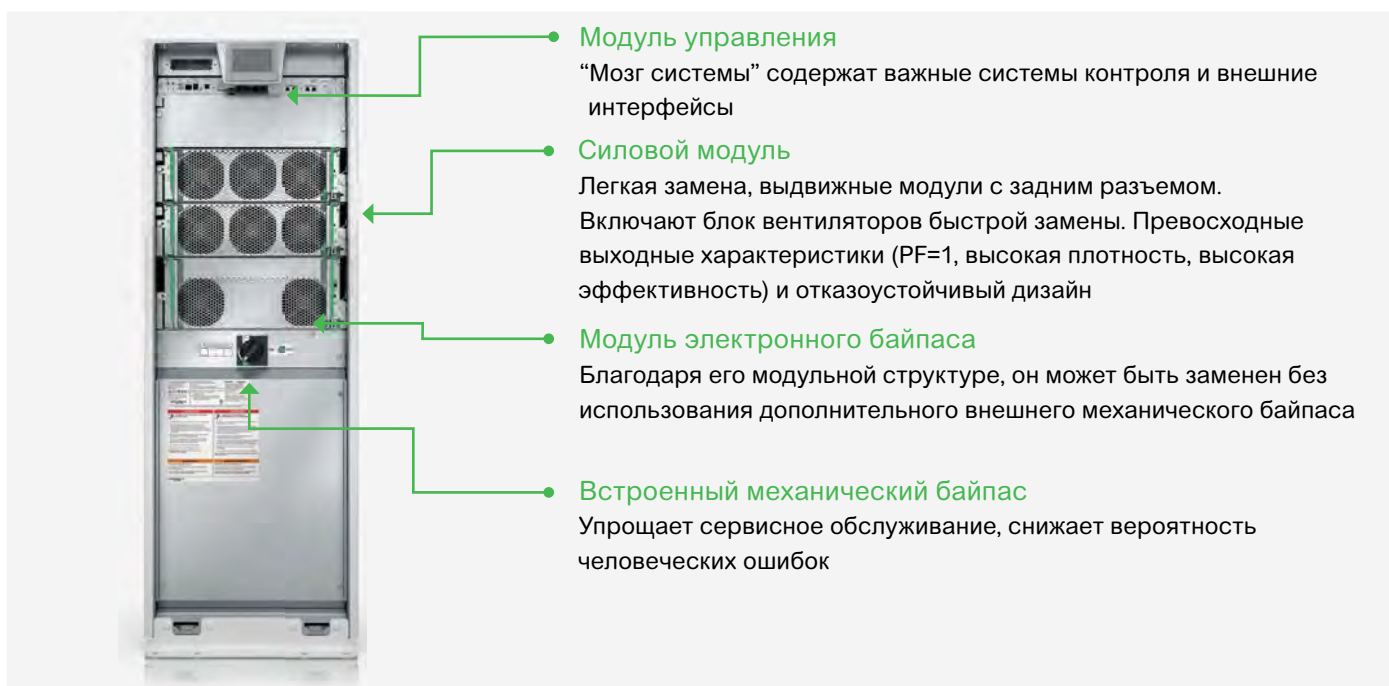 Модуль управления
“Мозг системы” содержат важные системы контроля и внешние
интерфейсы
Силовой модуль
Легкая замена, выдвижные модули с задним разъемом.
Включают блок вентиляторов быстрой замены. Превосходные
выходные характеристики (PF=1, высокая плотность, высокая
эффективность) и отказоустойчивый дизайн
Модуль электронного байпаса
Благодаря его модульной структуре, он может быть заменен без
использования дополнительного внешнего механического байпаса
Встроенный механический байпас
Упрощает сервисное обслуживание, снижает вероятность
человеческих ошибок